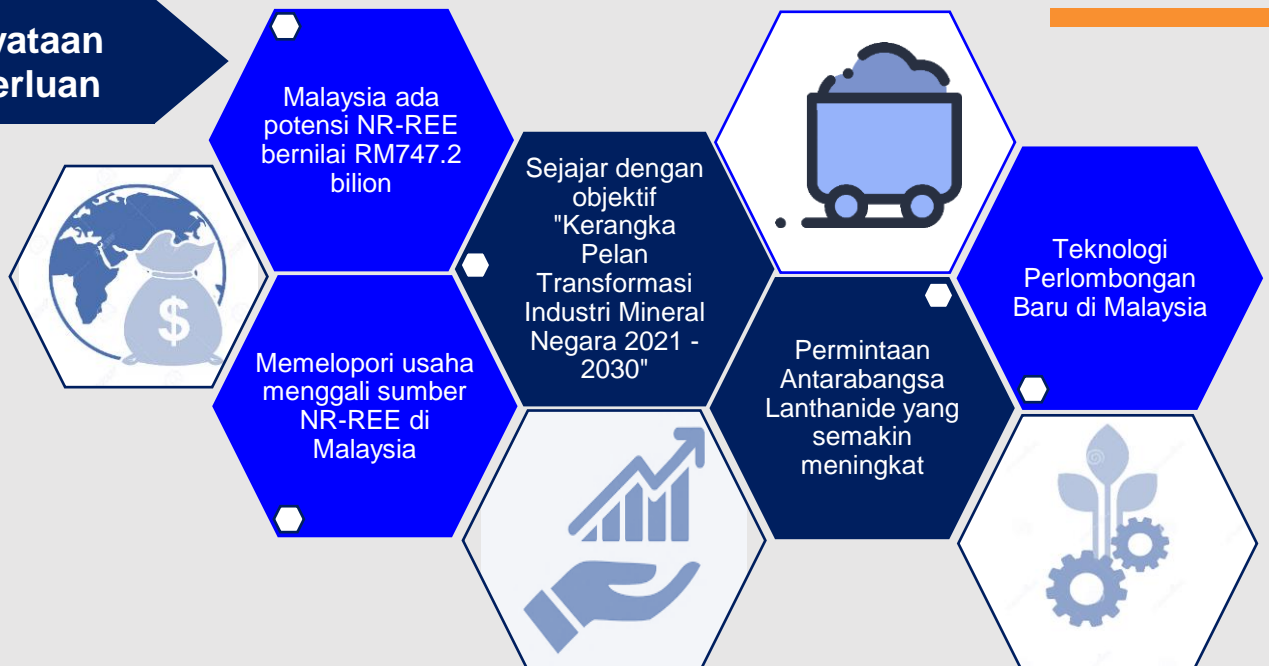 yataan
erluan
Malaysia ada
potensi NR-REE
bernilai RM747.2
bilion
Memelopori usaha
menggali sumber
NR-REE di
Malaysia
Sejajar dengan
objektif
"Kerangka
Pelan
Transformasi
Industri Mineral
Negara 2021 -
2030"
Permintaan
Antarabangsa
Lanthanide yang
semakin
meningkat
Teknologi
Perlombongan
Baru di Malaysia
$